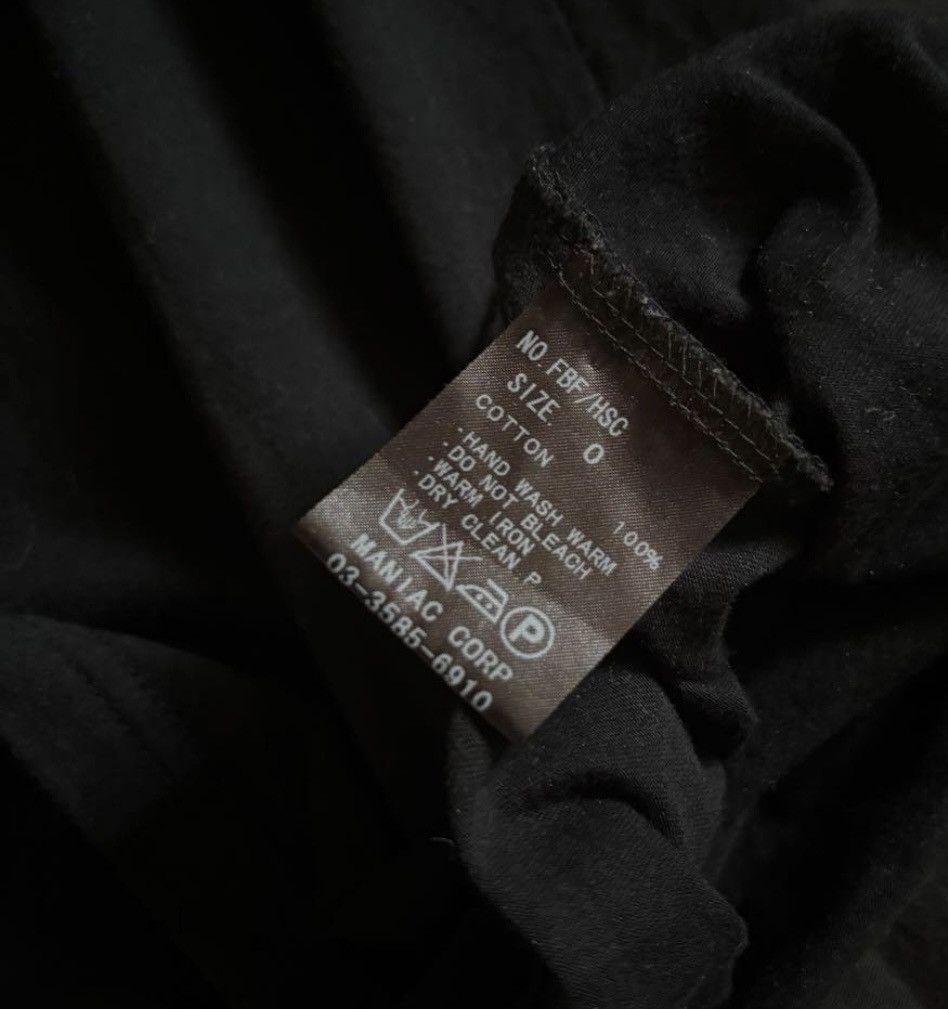 NO.FBF/HSC
SIZE. 0
COTTON 100%
·HAND WASH WARM
·DO NOT BLEACH
·WARM IRON
·DRY CLEAN.P
P
MANIAC CORP
03-3585-6910